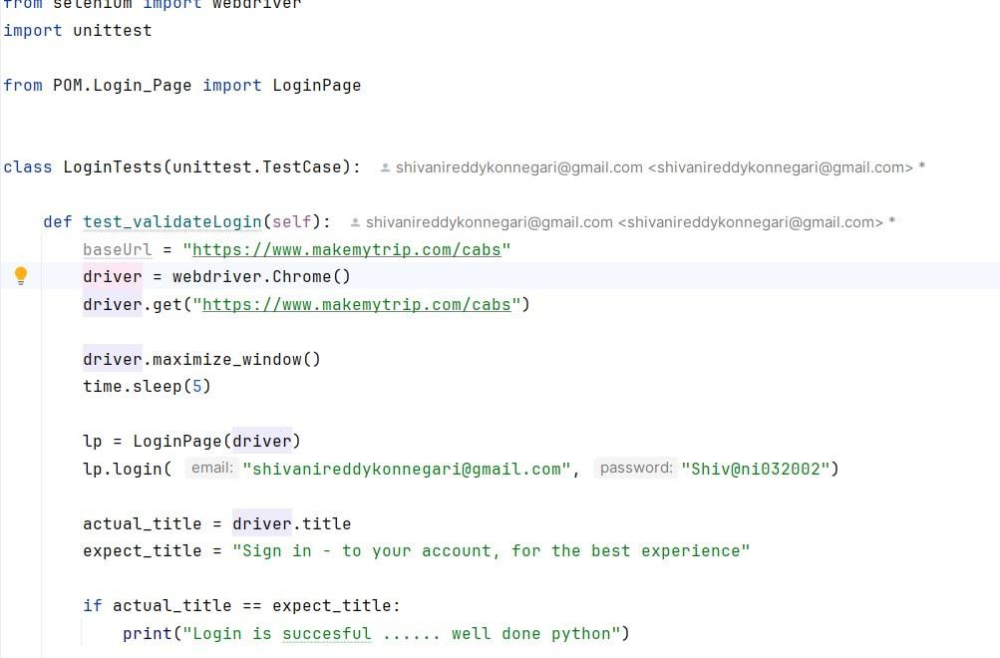 from selenium import webdriver
import unittest
from POM.Login_Page import LoginPage
class LoginTests(unittest.TestCase): shivanireddykonnegari@gmail.com <shivanireddykonnegari@gmail.com> *
def test_validateLogin(self): shivanireddykonnegari@gmail.com <shivanireddykonnegari@gmail.com> *
baseUrl = "https://www.makemytrip.com/cabs"
driver = webdriver.Chrome()
driver.get("https://www.makemytrip.com/cabs")
driver.maximize_window()
time.sleep(5)
lp = LoginPage(driver)
lp.login( email: "shivanireddykonnegari@gmail.com", password: "Shiv@ni032002")
actual_title = driver.title
expect_title = "Sign in - to your account, for the best experience"
if actual_title == expect_title:
print("Login is succesful ...... well done python")